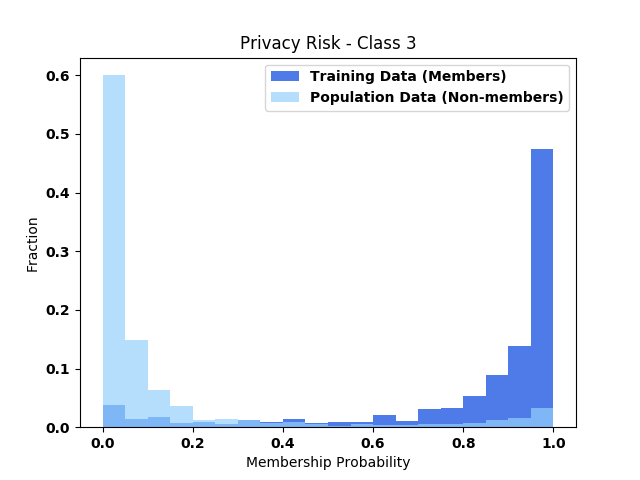 Privacy Risk - Class 3
Training Data (Members)
Population Data (Non-members)
0.6
0.5
0.4
0.3
0.2
0.1
0.0
Fraction
0.0 0.2 0.4 0.6 0.8 1.0
Membership Probability